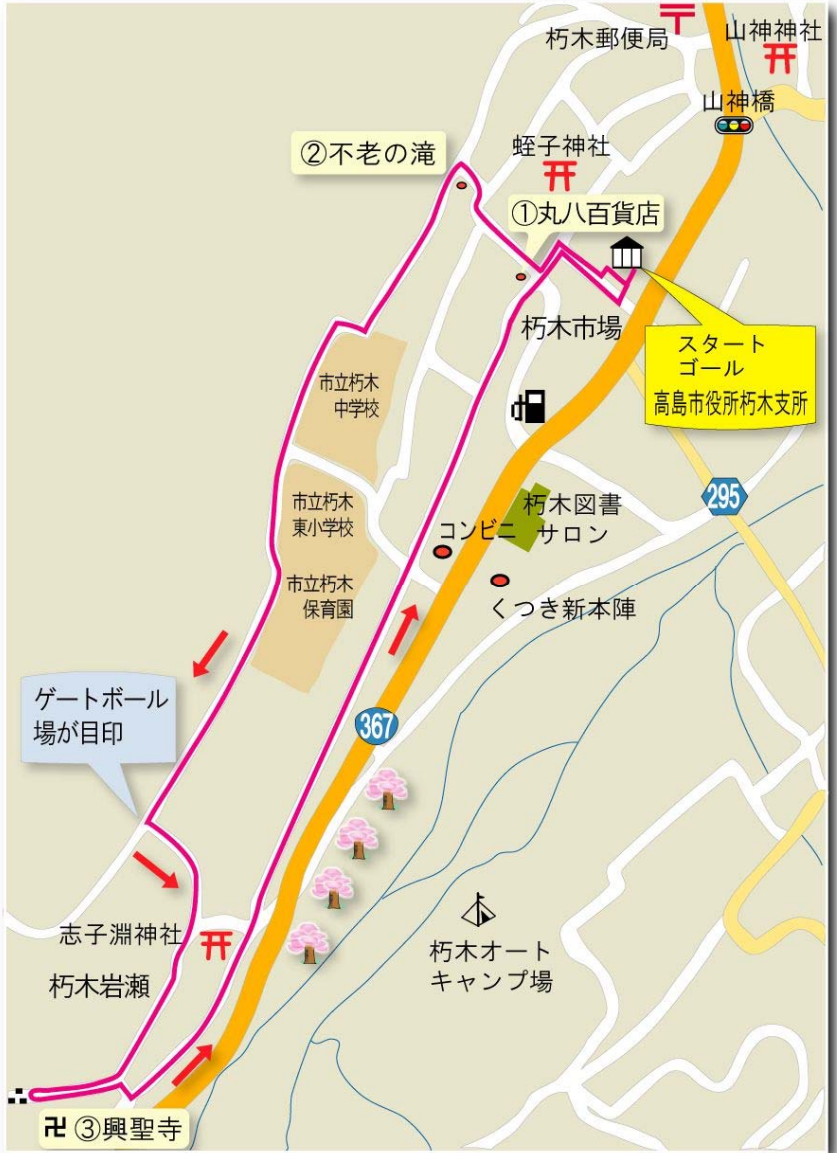 朽木郵便局
山神神社
山神橋
②不老の滝
蛭子神社
①丸八百貨店
朽木市場
スタート
ゴール
高島市役所朽木支所
市立朽木
中学校
295
朽木図書
サロン
コンビニ
市立朽木
東小学校
市立朽木
保育園
くつき新本陣
ゲートボール
場が目印
367
志子淵神社
朽木岩瀬
朽木オート
キャンプ場
卍 ③興聖寺